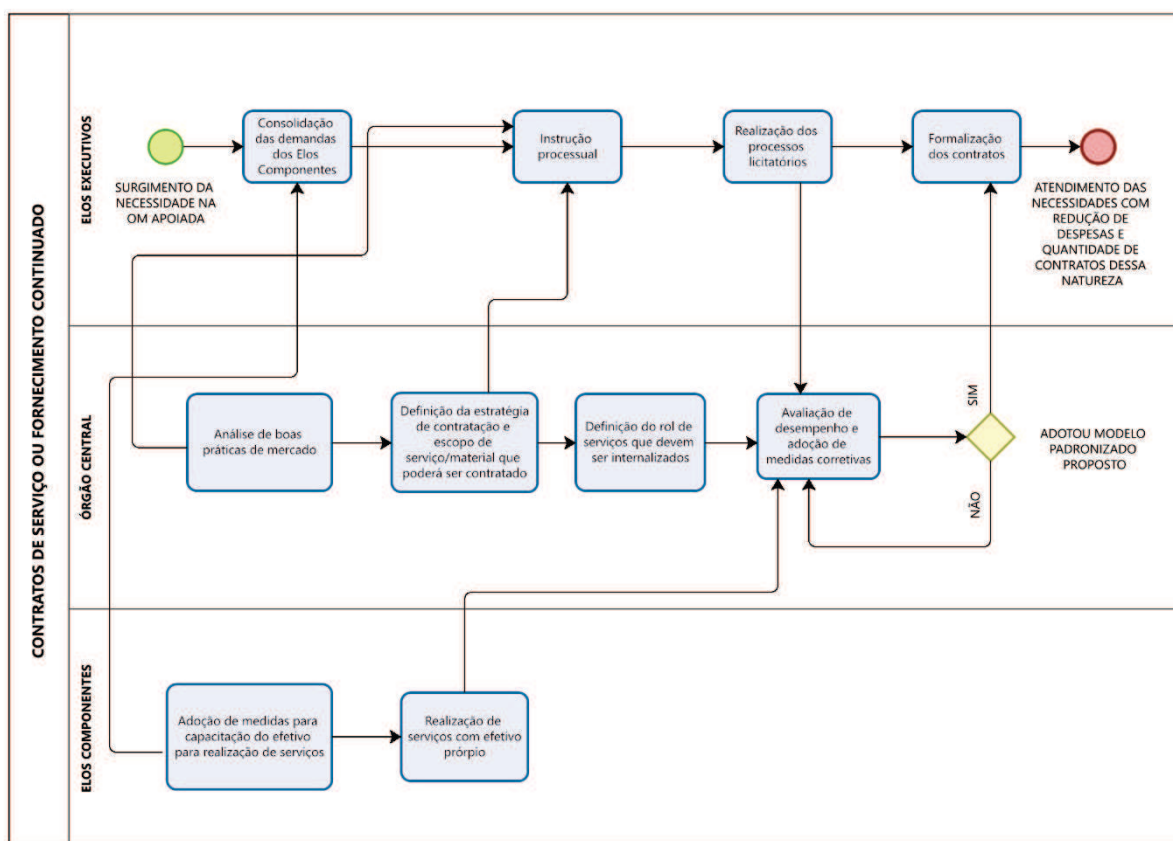 CONTRATOS DE SERVIÇO OU FORNECIMENTO CONTINUADO
ELOS EXECUTIVOS
SURGIMENTO DA
NECESSIDADE NA
OM APOIADA
Consolidação
das demandas
dos Elos
Componentes
Instrução
processual
Realização dos
processos
licitatórios
Formalização
dos contratos
ATENDIMENTO DAS
NECESSIDADES COM
REDUÇÃO DE
DESPESAS E
QUANTIDADE DE
CONTRATOS DESSA
NATUREZA
ÓRGÃO CENTRAL
Análise de boas
práticas de mercado
Definição da estratégia
de contratação e
escopo de
serviço/material que
poderá ser contratado
Definição do rol de
serviços que devem
ser internalizados
Avaliação de
desempenho e
adoção de
medidas corretivas
SIM
NÃO
ADOTOU MODELO
PADRONIZADO
PROPOSTO
ELOS COMPONENTES
Adoção de medidas para
capacitação do efetivo
para realização de serviços
Realização de
serviços com efetivo
prórpio